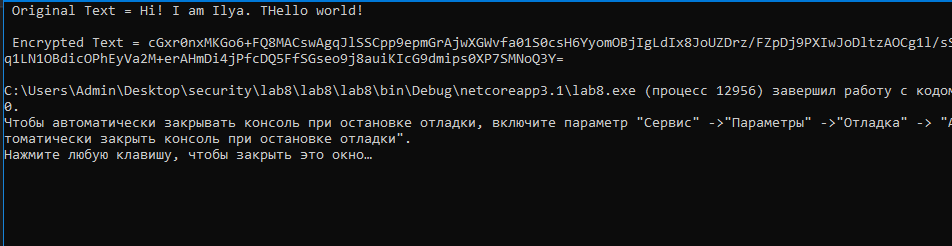 Original Text = Hi! I am Ilya. THello world!
Encrypted Text = cGxr0nxMKGo6+FQ8MACswAgqJlSSCpp9epmGrAjwXGWvfa01S0csH6YyomOBjIgLdIx8JoUZDrz/FZpDj9PXIwJoDltzAOCg1l/sS
q1LN1OBdicOPhEyVa2M+erAHmDi4jPfcDQ5FfSGseo9j8auiKIcG9dmips0XP7SMNoQ3Y=
C:\Users\Admin\Desktop\security\lab8\lab8\lab8\bin\Debug\netcoreapp3.1\lab8.exe (процесс 12956) завершил работу с кодом
0.
Чтобы автоматически закрывать консоль при остановке отладки, включите параметр "Сервис" ->"Параметры" ->"Отладка" -> "А
томатически закрыть консоль при остановке отладки".
Нажмите любую клавишу, чтобы закрыть это окно…